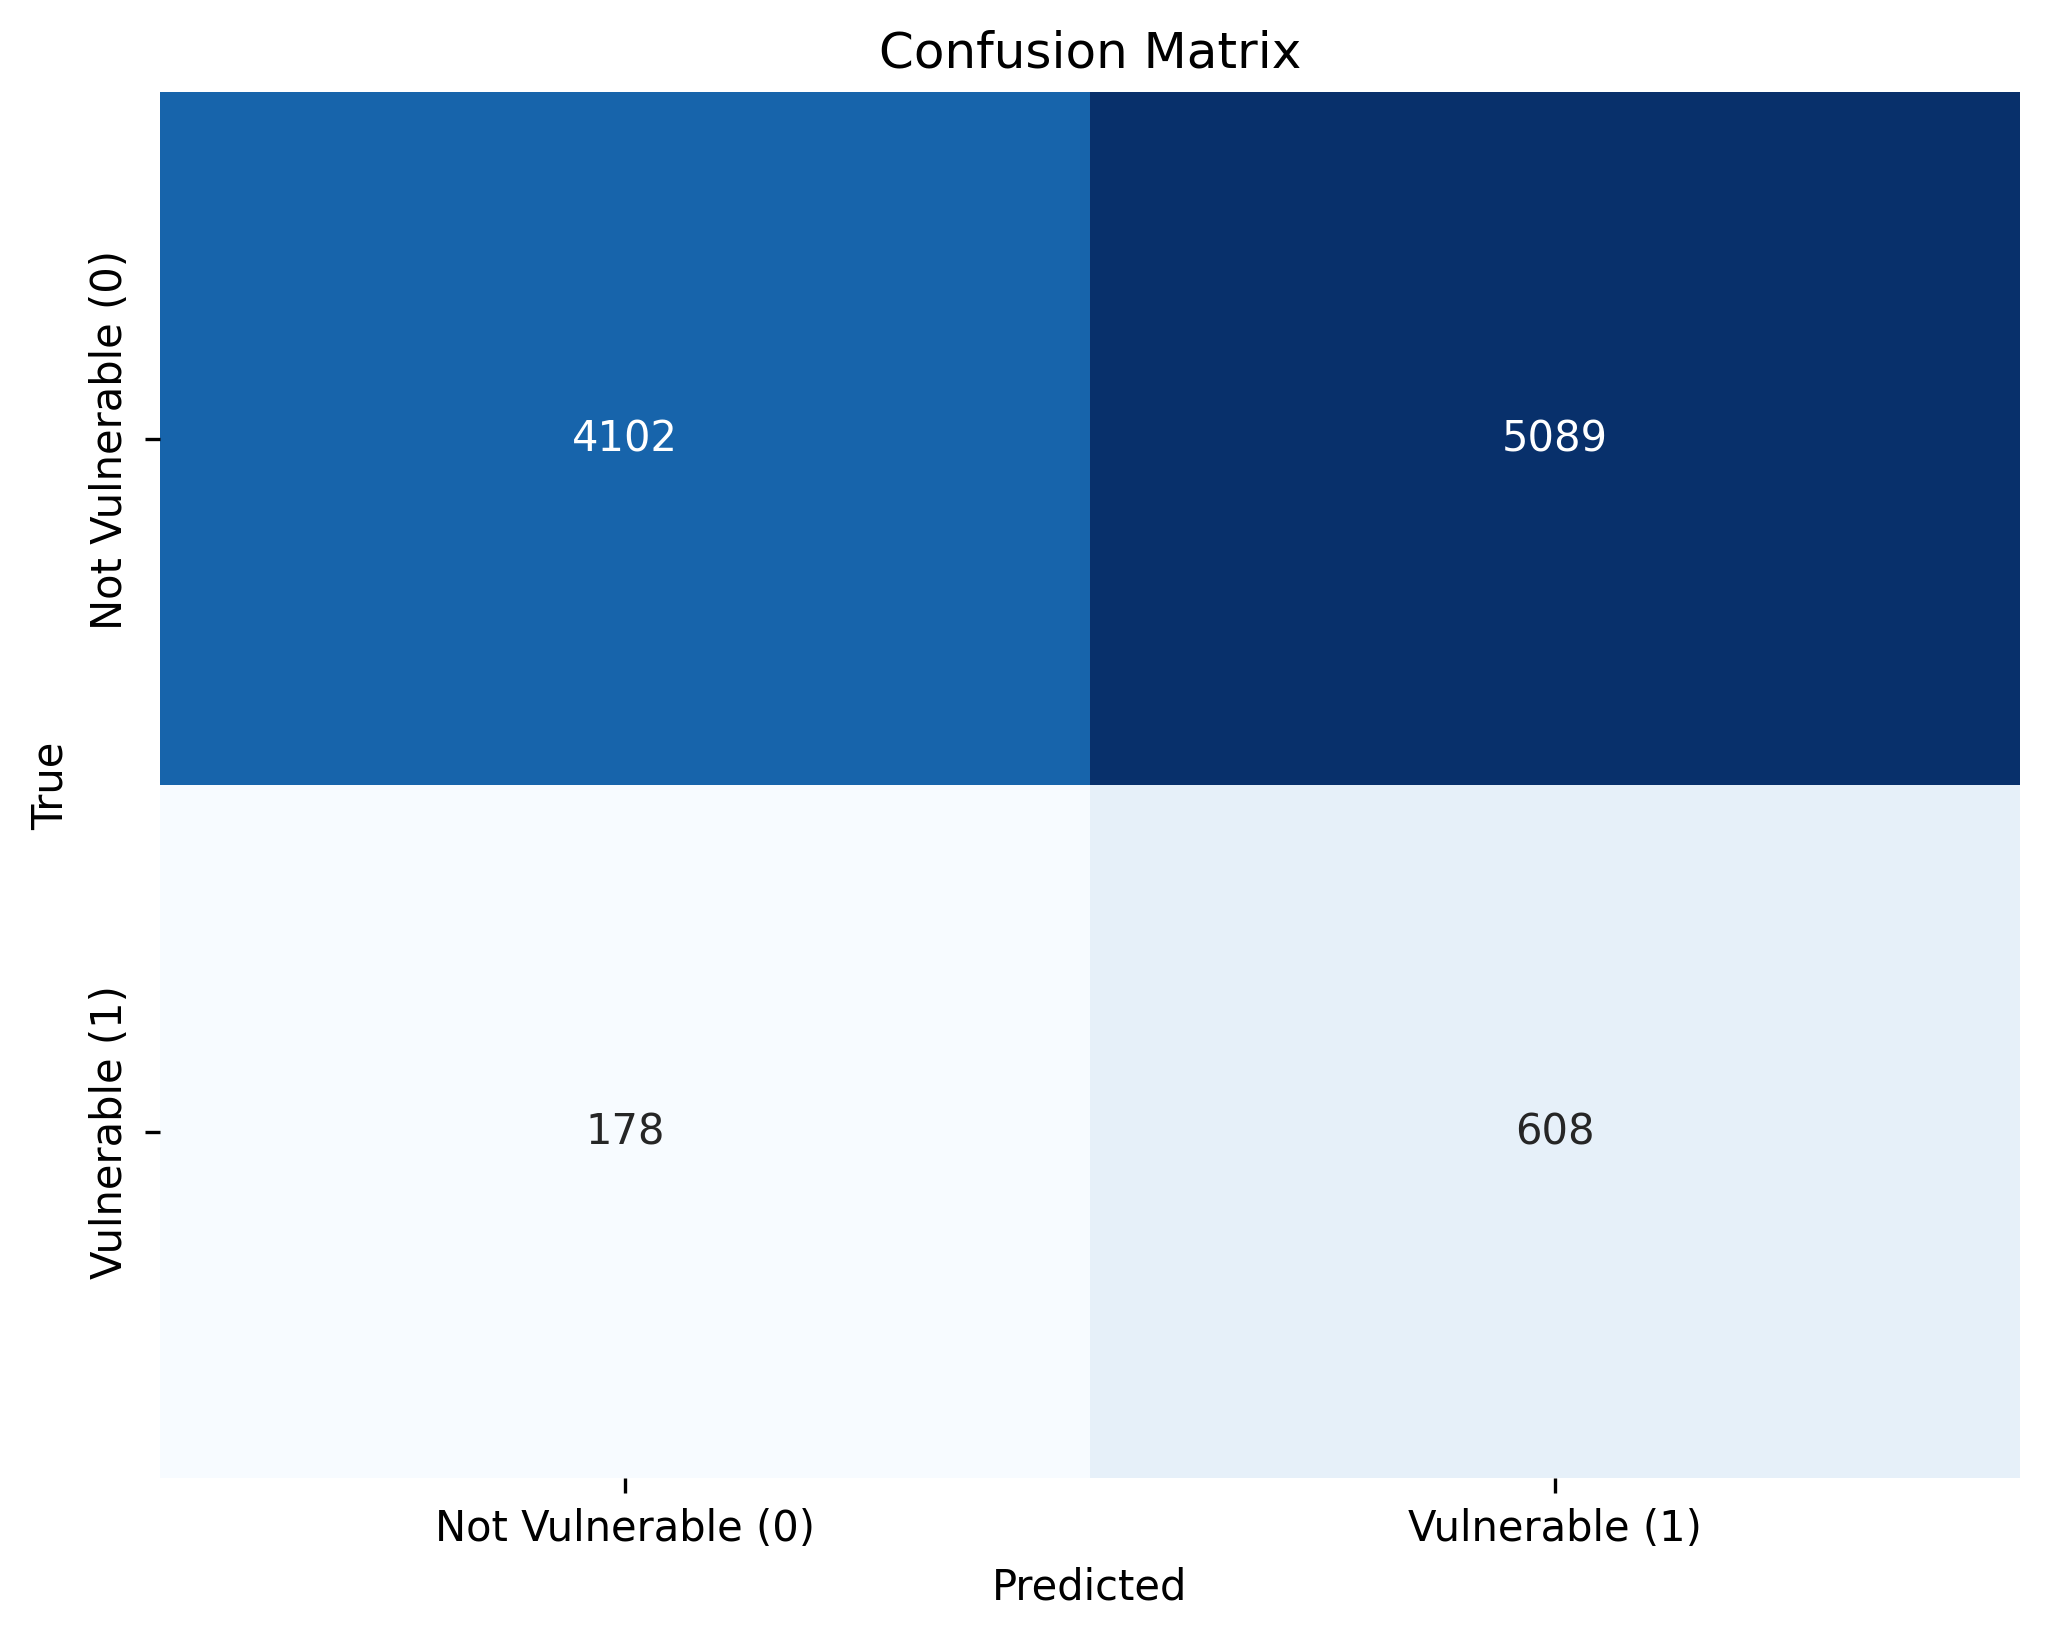 Confusion Matrix
Not Vulnerable (0)
4102
5089
True
Vulnerable (1)
178
608
Not Vulnerable (0)
Vulnerable (1)
Predicted